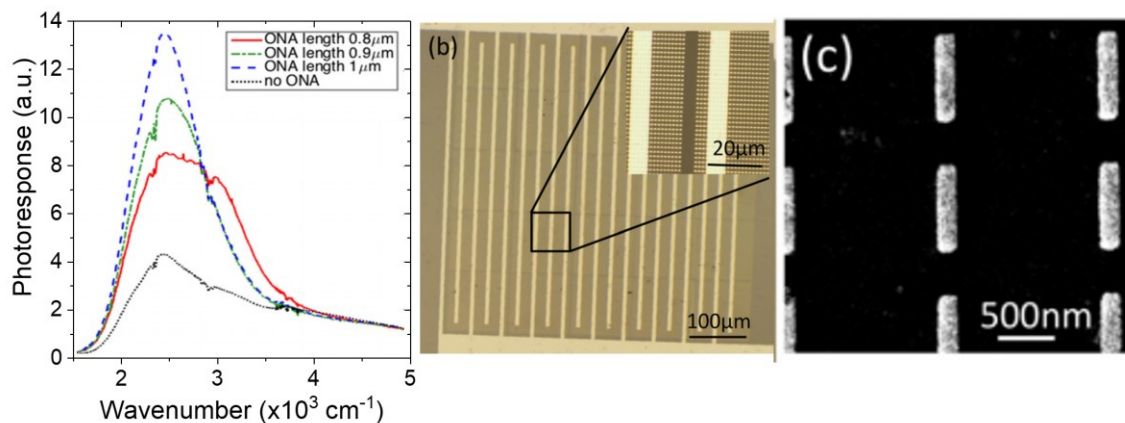 Photoresponse (a.u.)
14
12
10
8
6
4
2
0
ONA length 0.8μm
ONA length 0.9μm
ONA length 1μm
no ONA
2
3
4
5
Wavenumber (x10³ cm⁻¹)
(b)
20μm
100μm
(c)
500nm